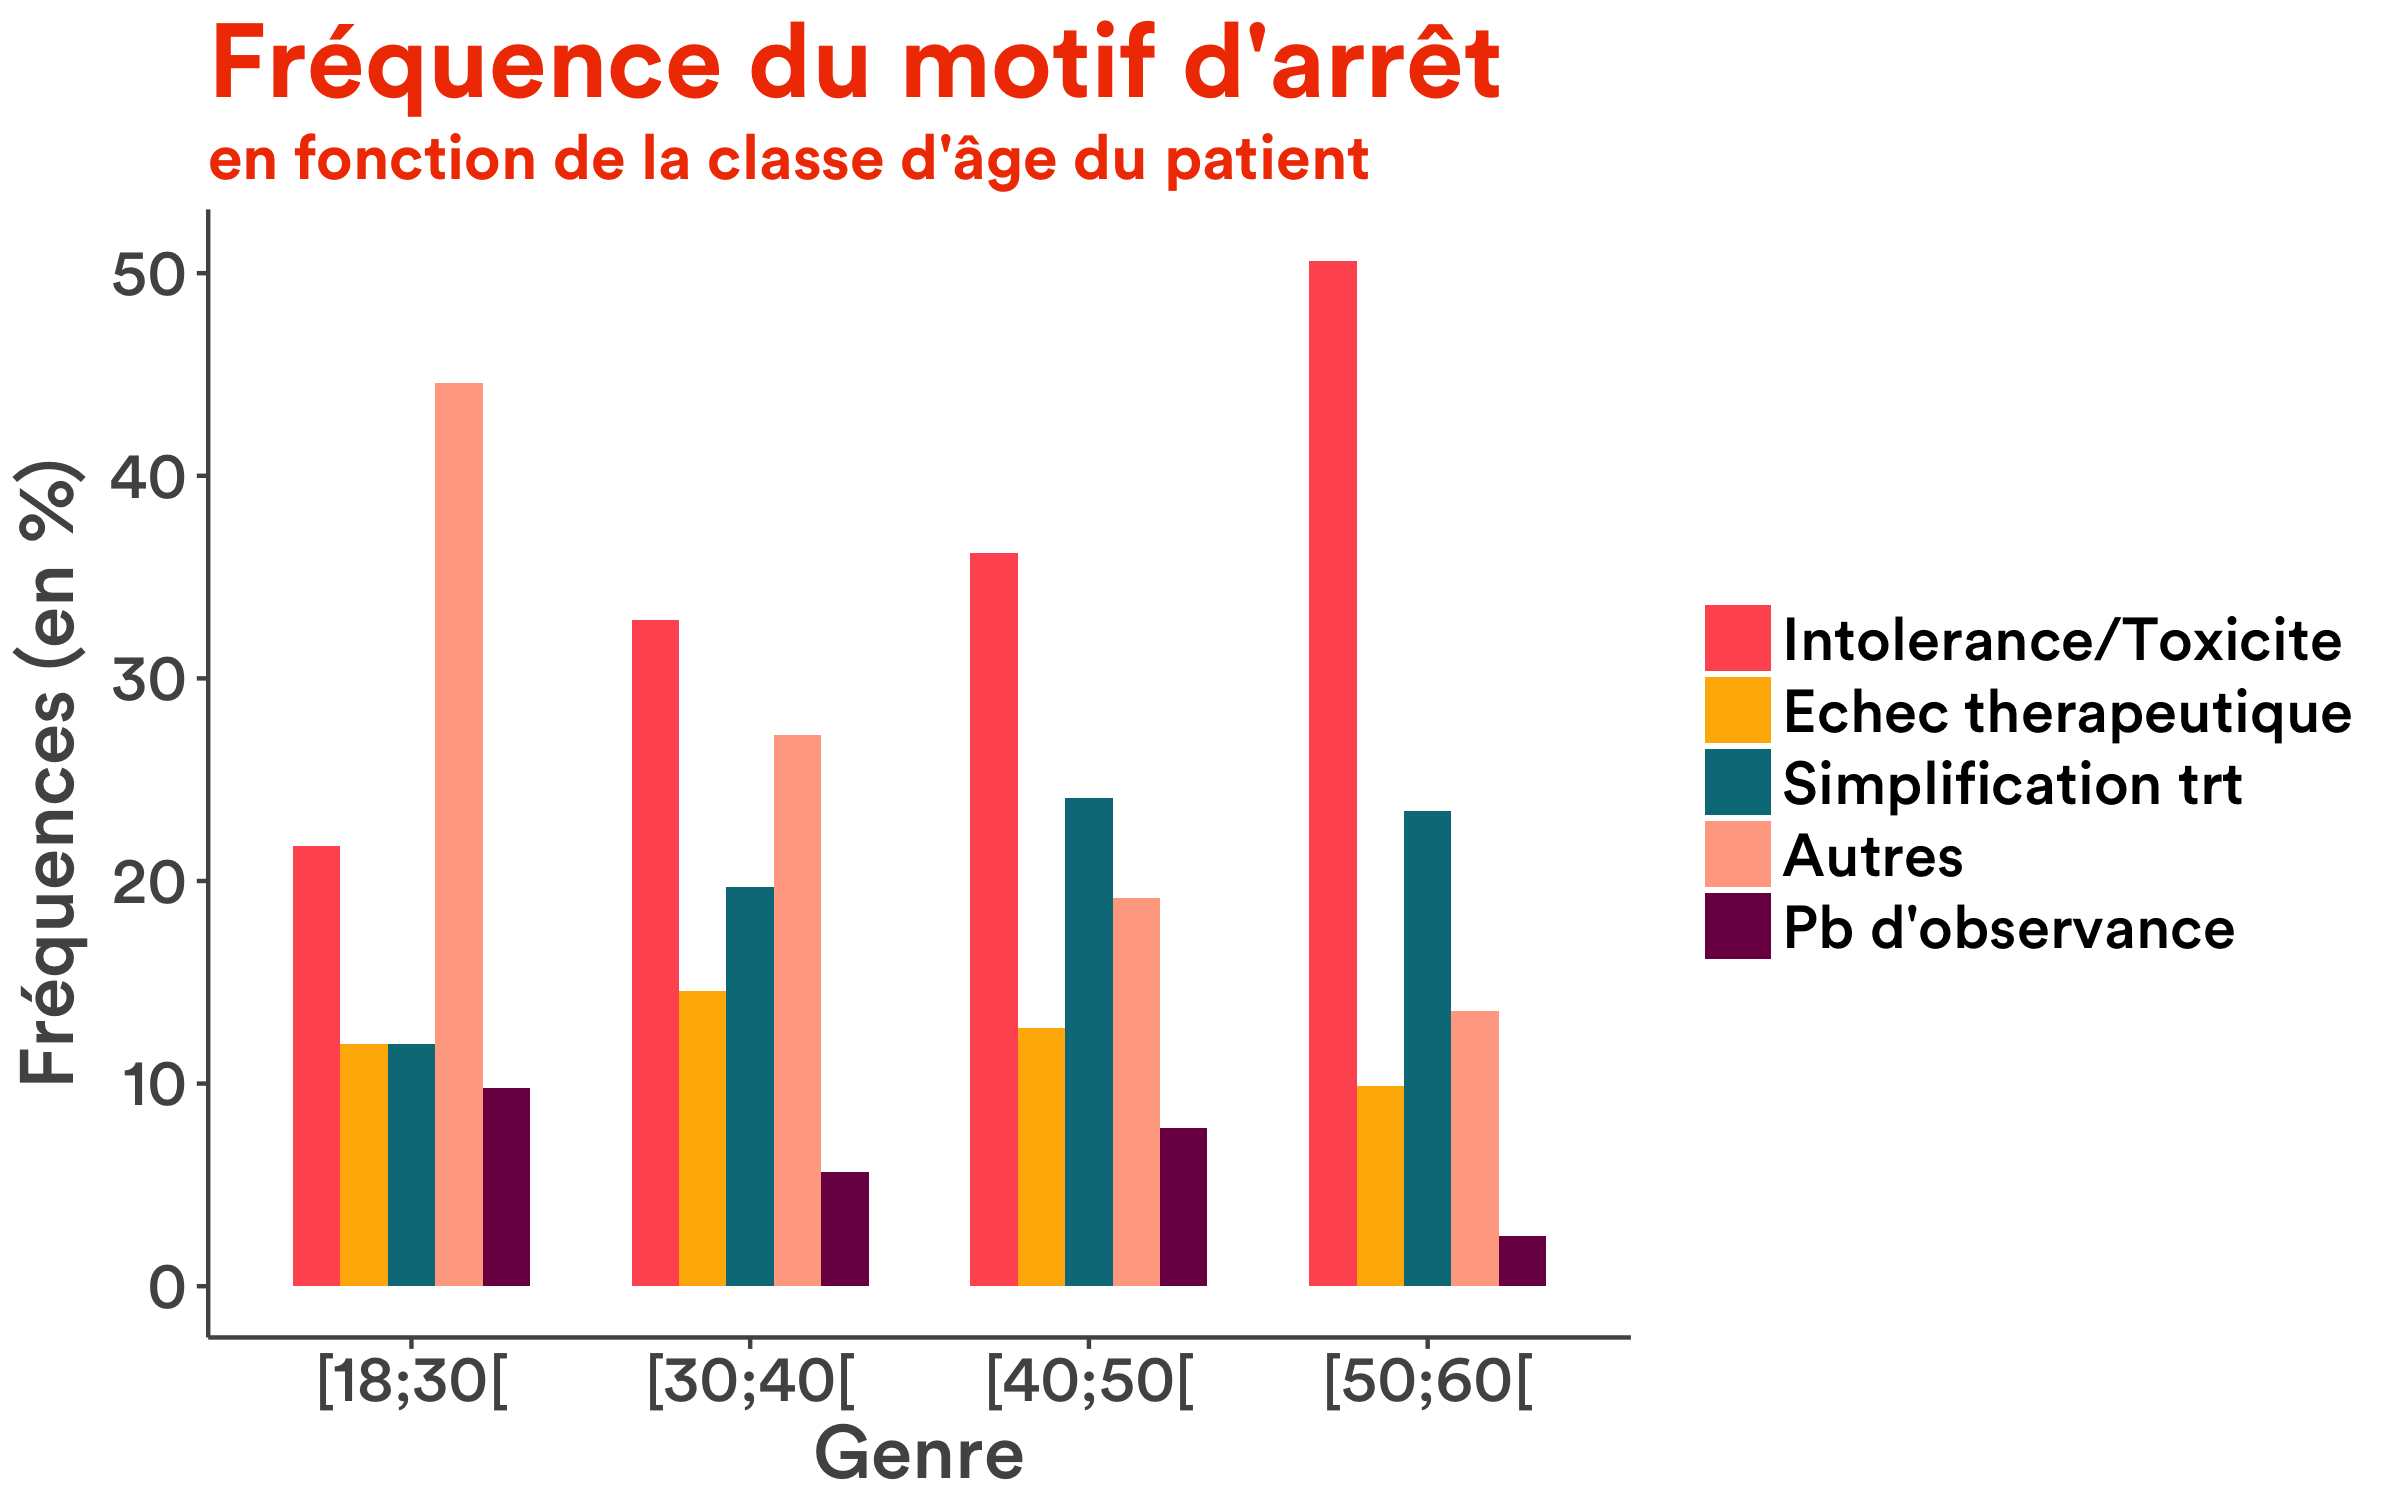 Fréquence du motif d'arrêt
en fonction de la classe d'âge du patient
Fréquences (en %)
50
40
30
20
10
0
[18;30[
[30;40[
[40;50[
[50;60[
Genre
Intolerance/Toxicite
Echec therapeutique
Simplification trt
Autres
Pb d'observance